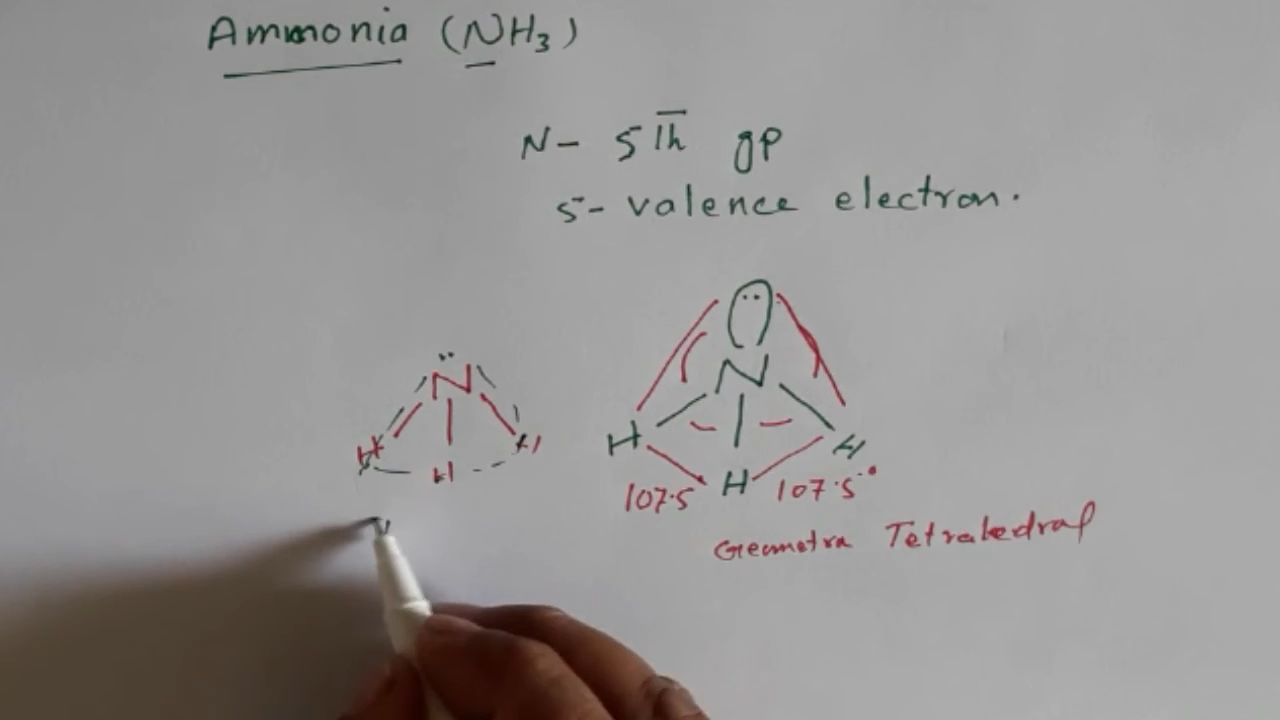 Ammonia (NH₃)
N- 5th gp
5- valence electron.
N
H H H
N
H H
H
107.5 107.5°
Geometra Tetrahedral